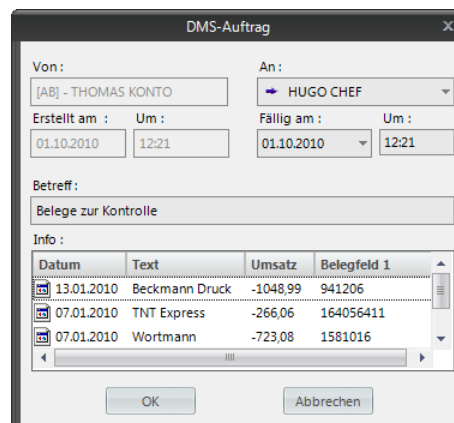 DMS-Auftrag
Von :
An :
[AB] - THOMAS KONTO
HUGO CHEF
Erstellt am :
Um :
Fällig am :
Um :
01.10.2010
12:21
01.10.2010
12:21
Betreff :
Belege zur Kontrolle
Info :
Datum Text Umsatz Belegfeld 1
13.01.2010 Beckmann Druck -1048,99 941206
07.01.2010 TNT Express -266,06 164056411
07.01.2010 Wortmann -723,08 1581016
OK
Abbrechen